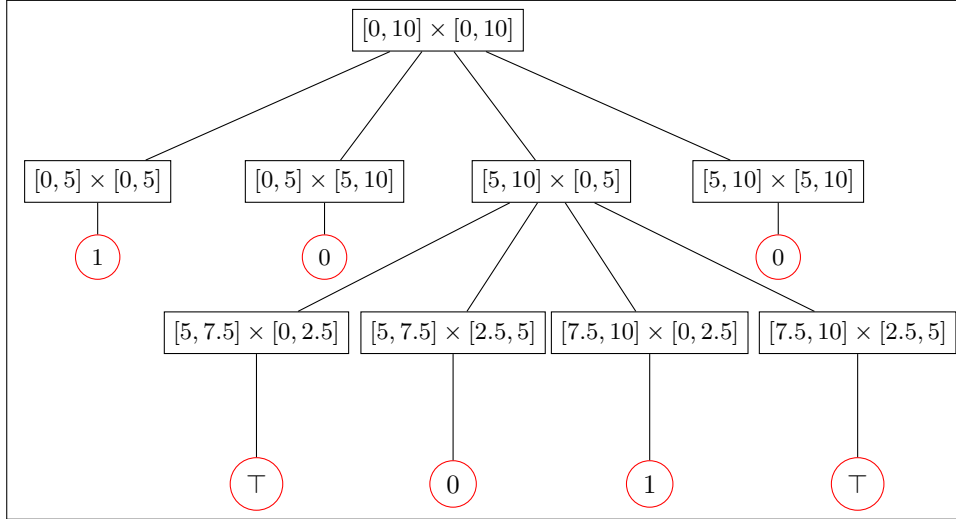 [0, 10] × [0, 10]
[0, 5] × [0, 5]
[0, 5] × [5, 10]
[5, 10] × [0, 5]
[5, 10] × [5, 10]
1
0
0
[5, 7.5] × [0, 2.5]
[5, 7.5] × [2.5, 5]
[7.5, 10] × [0, 2.5]
[7.5, 10] × [2.5, 5]
⊤
0
1
⊤